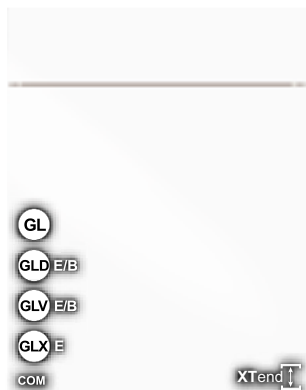 GL
GLD E/B
GLV E/B
GLX E
COM XTend